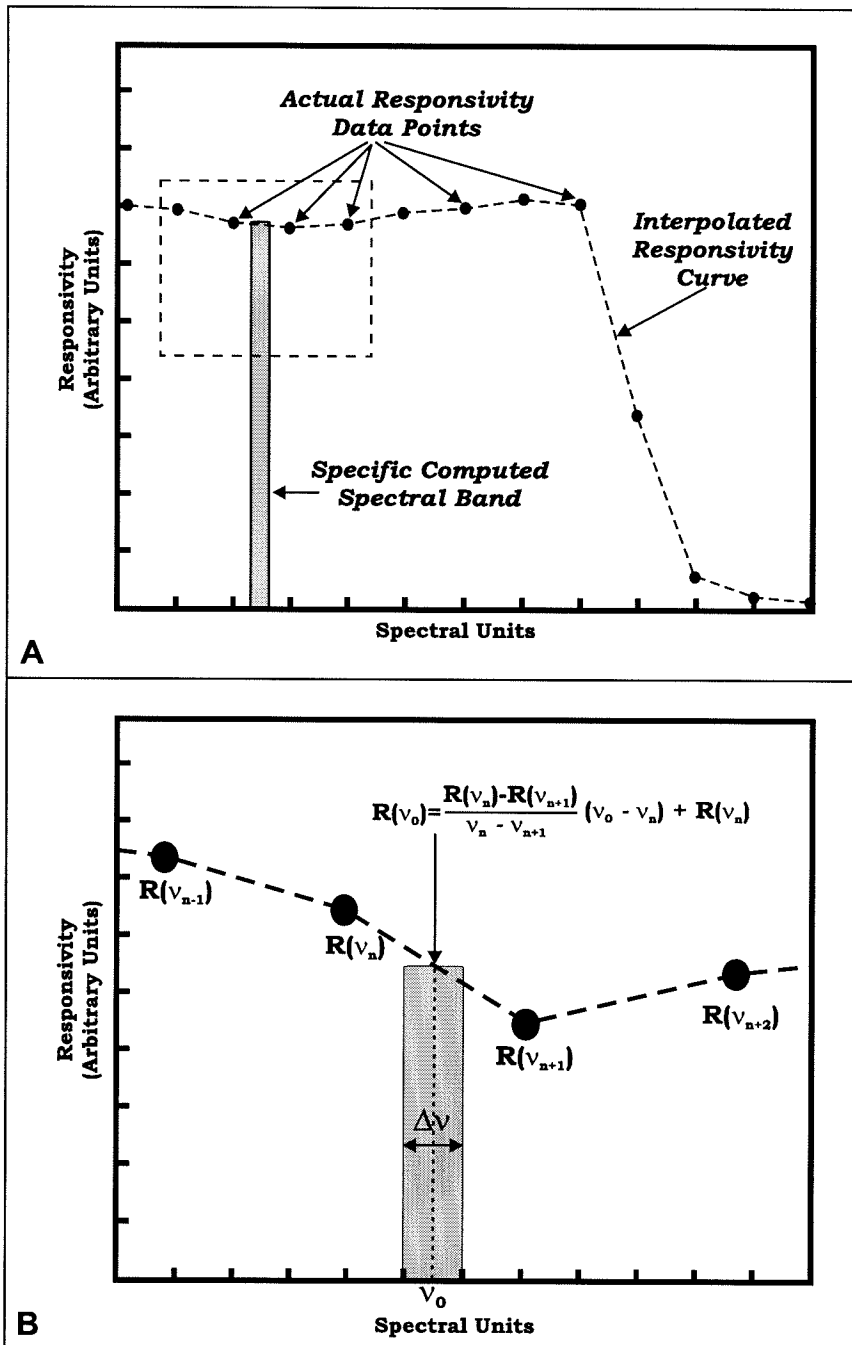 Actual Responsivity
Data Points
Interpolated
Responsivity
Curve
Specific Computed
Spectral Band
Responsivity
(Arbitrary Units)
Spectral Units
A
R(ν₀)=
R(νₙ)-R(νₙ₊₁)
νₙ - νₙ₊₁
(ν₀ - νₙ) + R(νₙ)
R(νₙ₋₁)
R(νₙ)
R(νₙ₊₁)
R(νₙ₊₂)
Δν
Responsivity
(Arbitrary Units)
ν₀
Spectral Units
B